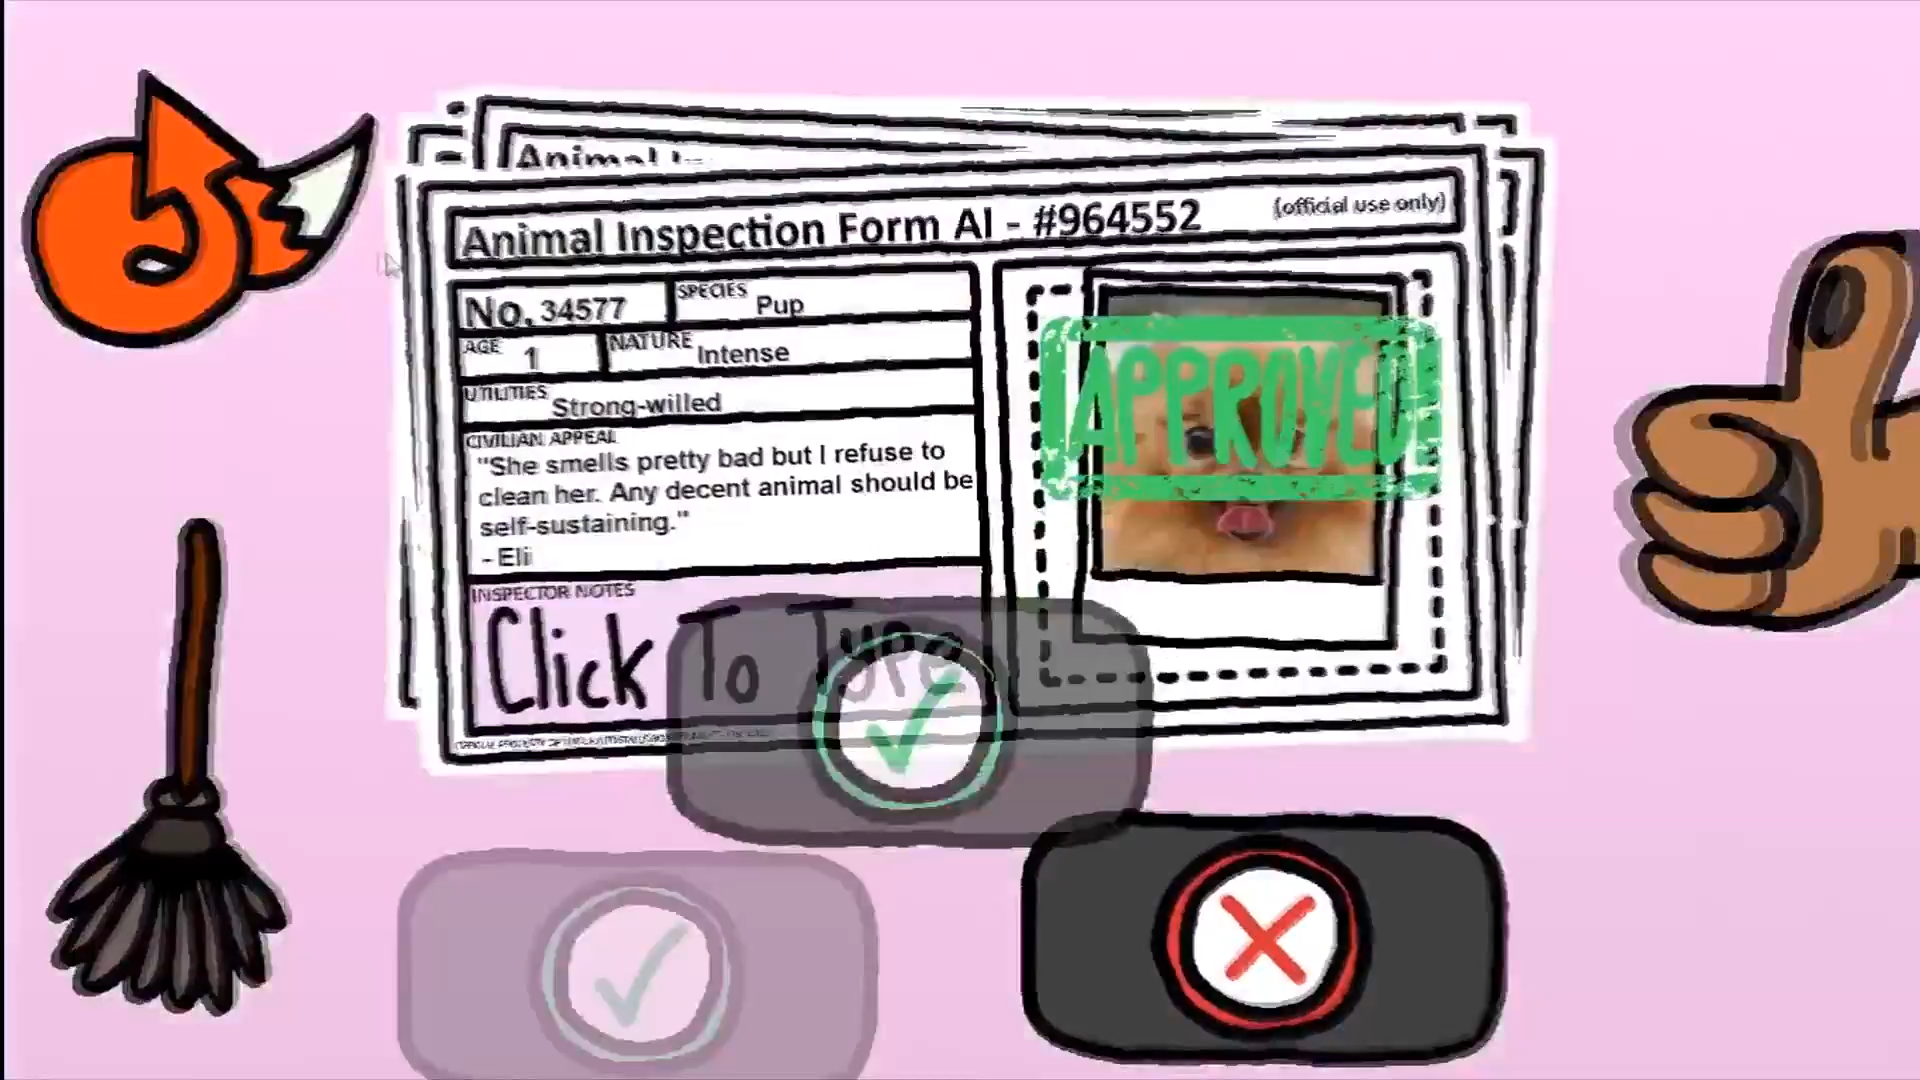 Animal I
Animal Inspection Form AI - #964552
(official use only)
No. 34577
SPECIES
Pup
AGE
1
NATURE
Intense
UTILITIES
Strong-willed
CIVILIAN APPEAL
"She smells pretty bad but I refuse to
clean her. Any decent animal should be
self-sustaining."
- Eli
INSPECTOR NOTES
Click To Type
APPROVED